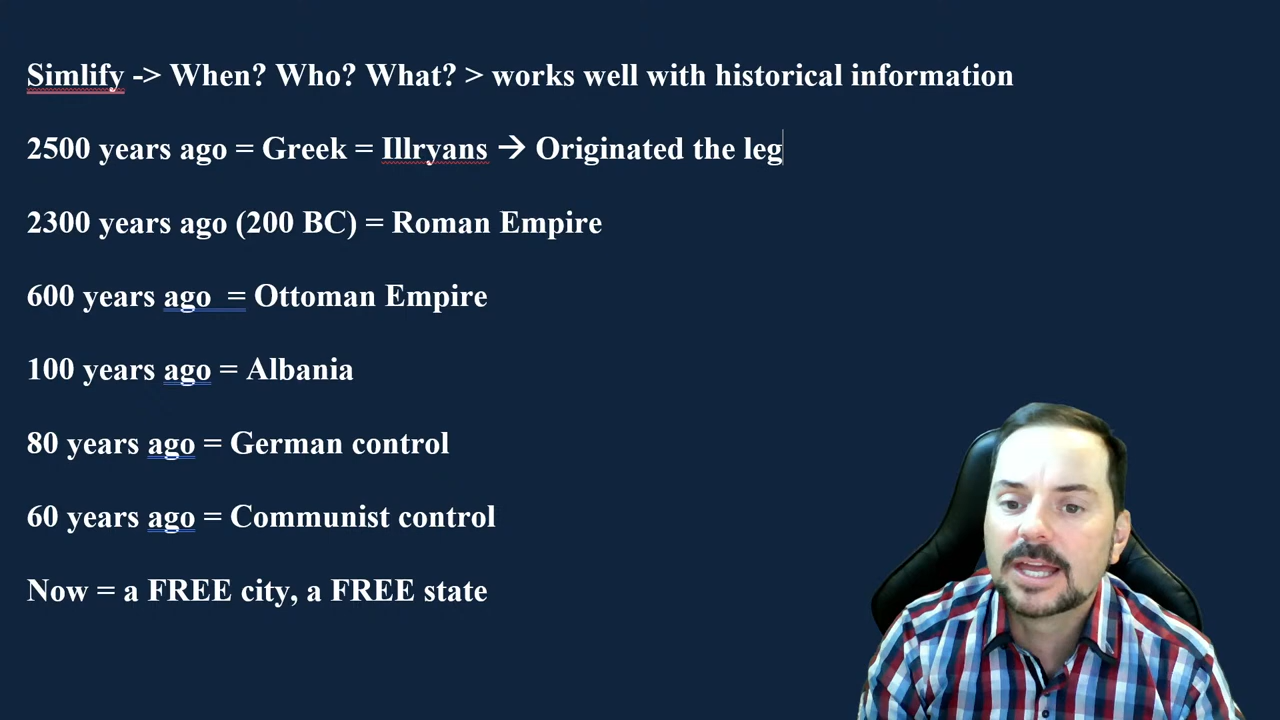 Simlify -> When? Who? What? > works well with historical information
2500 years ago = Greek = Illryans → Originated the leg
2300 years ago (200 BC) = Roman Empire
600 years ago = Ottoman Empire
100 years ago = Albania
80 years ago = German control
60 years ago = Communist control
Now = a FREE city, a FREE state